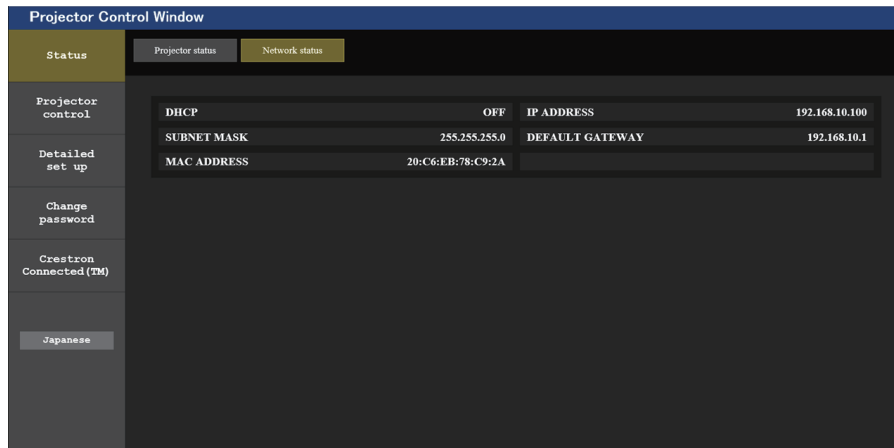 Projector Control Window
Status
Projector status
Network status
Projector
control
Detailed
set up
Change
password
Crestron
Connected(TM)
Japanese
DHCP OFF IP ADDRESS 192.168.10.100
SUBNET MASK 255.255.255.0 DEFAULT GATEWAY 192.168.10.1
MAC ADDRESS 20:C6:EB:78:C9:2A